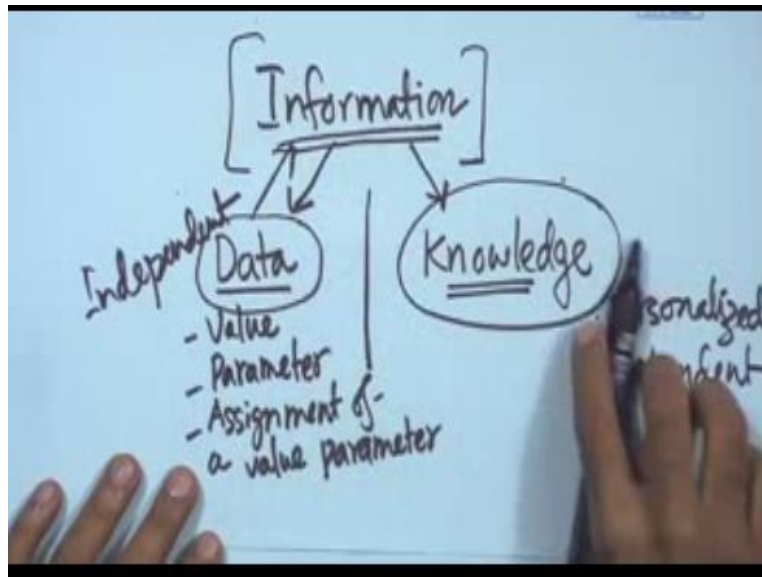 [Information]
Independent
Data
Knowledge
- Value
- Parameter
- Assignment of
a value parameter